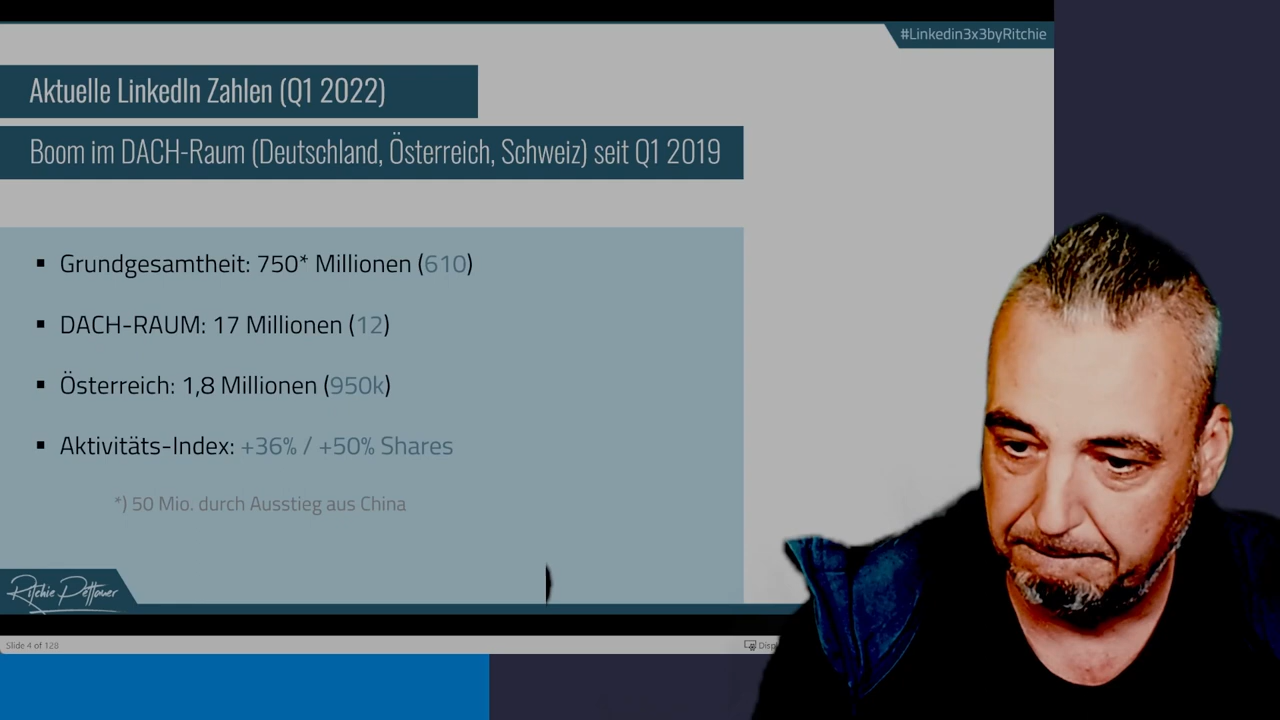 #Linkedin3x3byRitchie
Aktuelle LinkedIn Zahlen (Q1 2022)
Boom im DACH-Raum (Deutschland, Österreich, Schweiz) seit Q1 2019
▪ Grundgesamtheit: 750* Millionen (610)
▪ DACH-RAUM: 17 Millionen (12)
▪ Österreich: 1,8 Millionen (950k)
▪ Aktivitäts-Index: +36% / +50% Shares
*) 50 Mio. durch Ausstieg aus China
Ritchie Pettauer
Slide 4 of 128